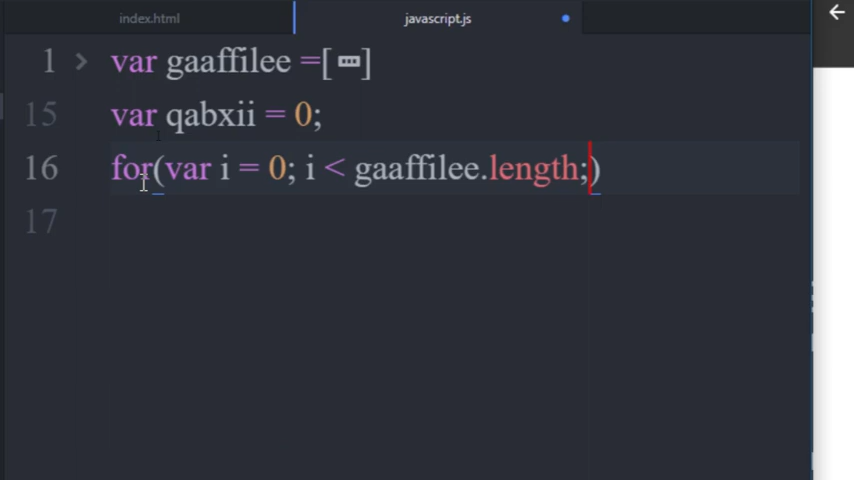 index.html
javascript.js
1 > var gaaffilee =[ ]
15 var qabxii = 0;
16 for(var i = 0; i < gaaffilee.length;)
17